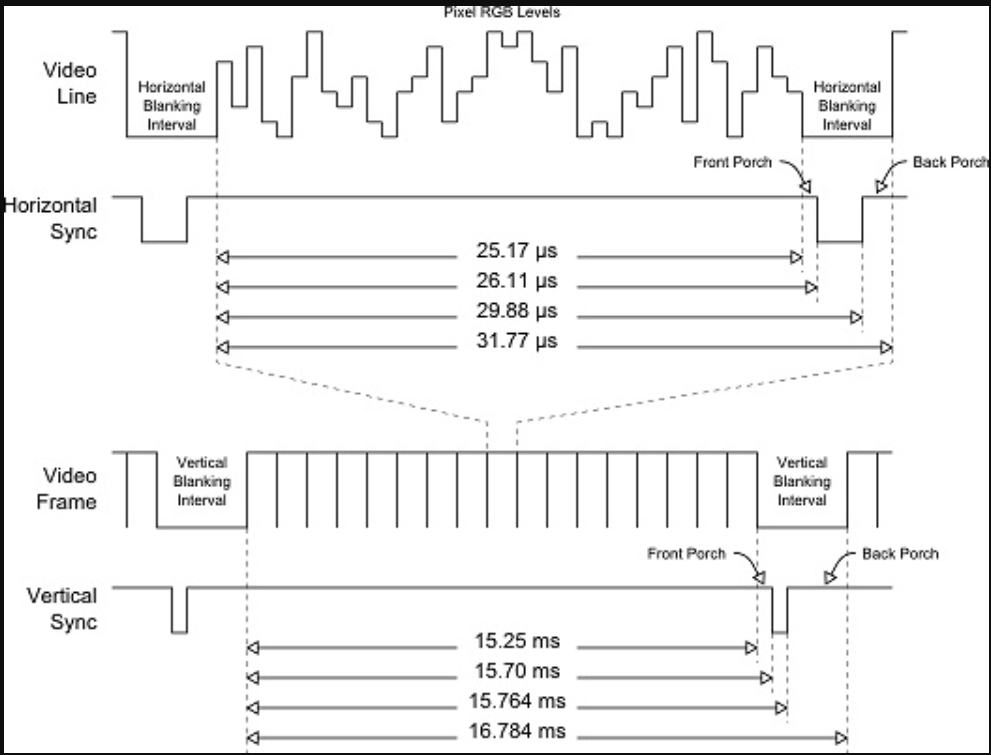 Pixel RGB Levels
Video
Line
Horizontal
Blanking
Interval
Horizontal
Blanking
Interval
Front Porch
Back Porch
Horizontal
Sync
25.17 µs
26.11 µs
29.88 µs
31.77 µs
Video
Frame
Vertical
Blanking
Interval
Vertical
Blanking
Interval
Front Porch
Back Porch
Vertical
Sync
15.25 ms
15.70 ms
15.764 ms
16.784 ms